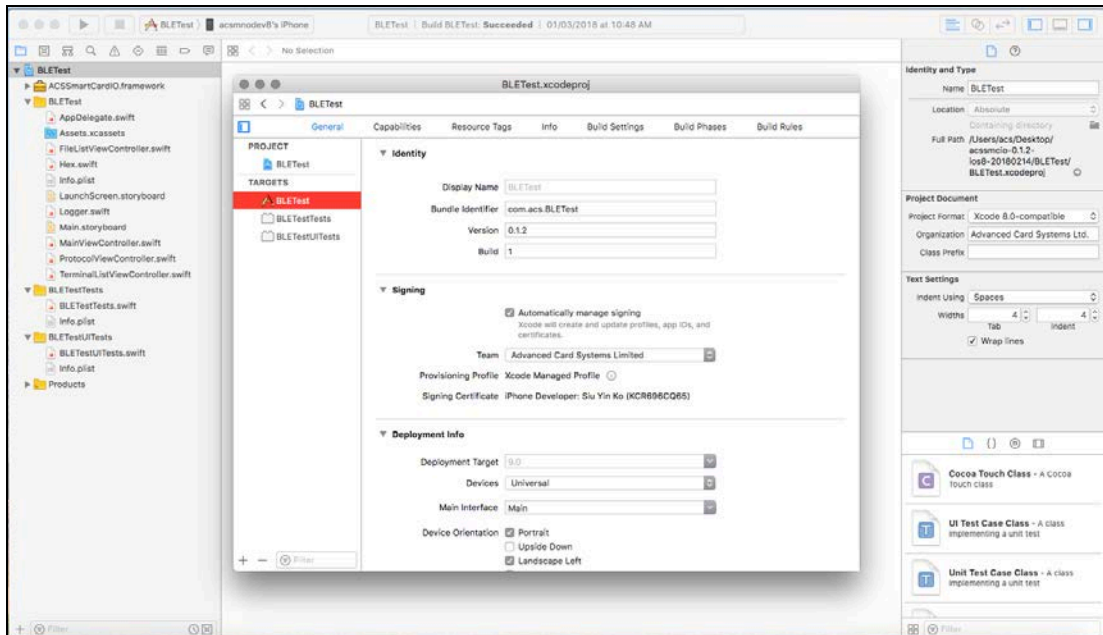 BLETest
acsmnodev8's iPhone
BLETest | Build BLETest: Succeeded | 01/03/2018 at 10:48 AM
No Selection
BLETest
ACSSmartCardIO.framework
BLETest
AppDelegate.swift
Assets.xcassets
FileListViewController.swift
Hex.swift
Info.plist
LaunchScreen.storyboard
Logger.swift
Main.storyboard
MainViewController.swift
ProtocolViewController.swift
TerminalListViewController.swift
BLETestTests
BLETestTests.swift
Info.plist
BLETestUITests
BLETestUITests.swift
Info.plist
Products
Filter
BLETest.xcodeproj
BLETest
General Capabilities Resource Tags Info Build Settings Build Phases Build Rules
PROJECT
BLETest
TARGETS
BLETest
BLETestTests
BLETestUITests
Filter
Identity
Display Name BLETest
Bundle Identifier com.acs.BLETest
Version 0.1.2
Build 1
Signing
Automatically manage signing
Xcode will create and update profiles, app IDs, and
certificates.
Team Advanced Card Systems Limited
Provisioning Profile Xcode Managed Profile
Signing Certificate iPhone Developer: Siu Yin Ko (KCR696CQ65)
Deployment Info
Deployment Target 9.0
Devices Universal
Main Interface Main
Device Orientation Portrait
Upside Down
Landscape Left
Identity and Type
Name BLETest
Location Absolute
Containing directory
Full Path /Users/acs/Desktop/
acssmcio-0.1.2-
ios8-20180214/BLETest/
BLETest.xcodeproj
Project Document
Project Format Xcode 8.0-compatible
Organization Advanced Card Systems Ltd.
Class Prefix
Text Settings
Indent Using Spaces
Widths 4 4
Tab Indent
Wrap lines
Cocoa Touch Class - A Cocoa
Touch class
UI Test Case Class - A class
implementing a unit test
Unit Test Case Class - A class
implementing a unit test
Filter